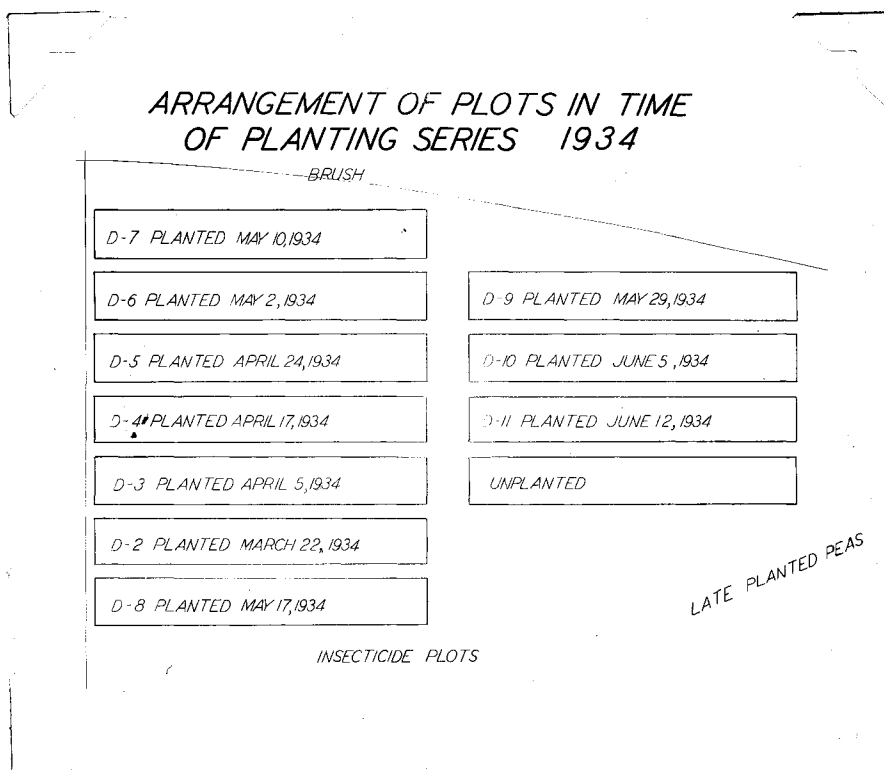 ARRANGEMENT OF PLOTS IN TIME
OF PLANTING SERIES 1934
BRUSH
D-7 PLANTED MAY 10,1934
D-6 PLANTED MAY 2,1934
D-5 PLANTED APRIL 24,1934
D-4 PLANTED APRIL 17,1934
D-3 PLANTED APRIL 5,1934
D-2 PLANTED MARCH 22,1934
D-8 PLANTED MAY 17,1934
D-9 PLANTED MAY 29,1934
D-10 PLANTED JUNE 5,1934
D-11 PLANTED JUNE 12,1934
UNPLANTED
LATE PLANTED PEAS
INSECTICIDE PLOTS